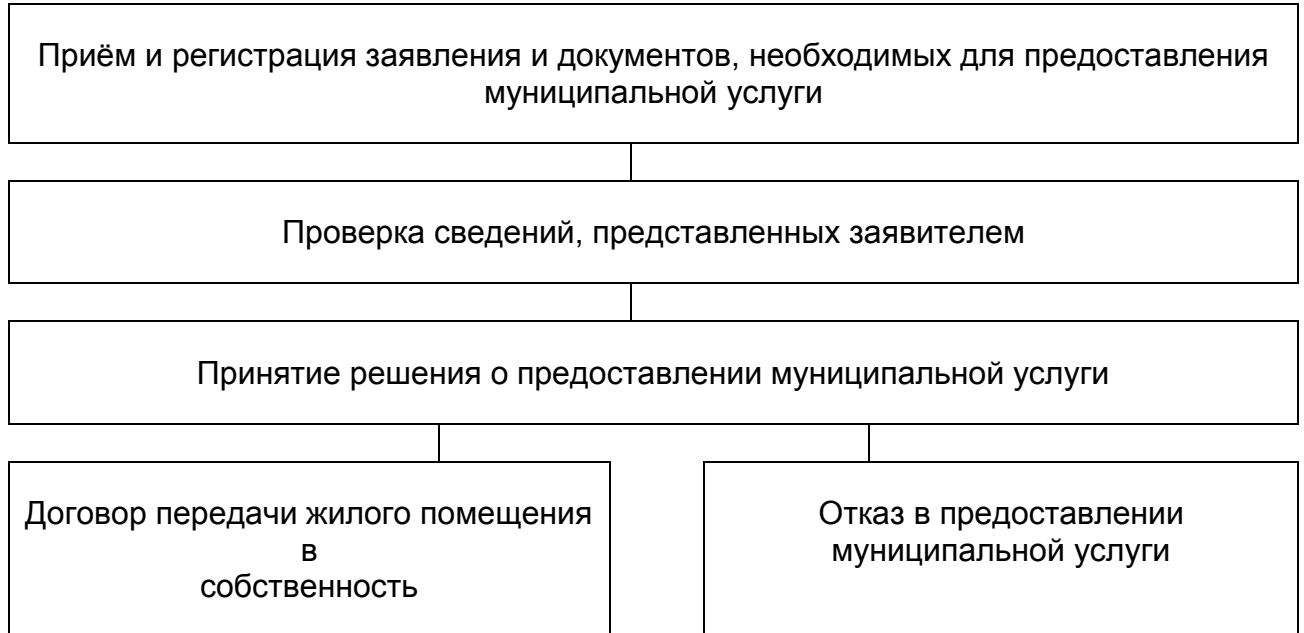 Приём и регистрация заявления и документов, необходимых для предоставления
муниципальной услуги
Проверка сведений, представленных заявителем
Принятие решения о предоставлении муниципальной услуги
Договор передачи жилого помещения
в
собственность
Отказ в предоставлении
муниципальной услуги